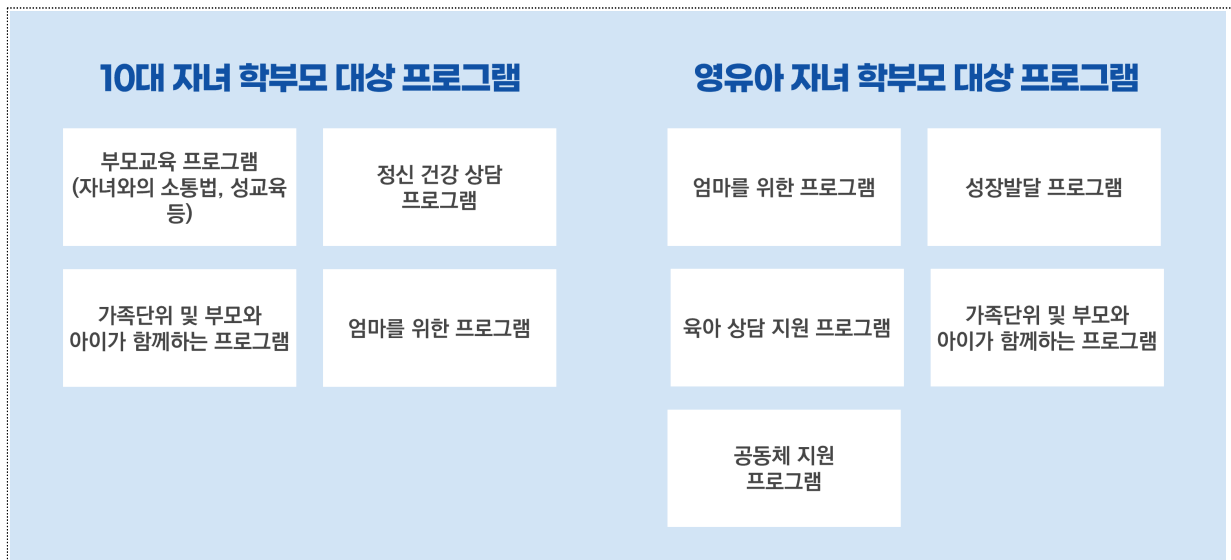 10대 자녀 학부모 대상 프로그램
부모교육 프로그램
(자녀와의 소통법, 성교육
등)
정신 건강 상담
프로그램
가족단위 및 부모와
아이가 함께하는 프로그램
엄마를 위한 프로그램
영유아 자녀 학부모 대상 프로그램
엄마를 위한 프로그램
성장발달 프로그램
육아 상담 지원 프로그램
가족단위 및 부모와
아이가 함께하는 프로그램
공동체 지원
프로그램